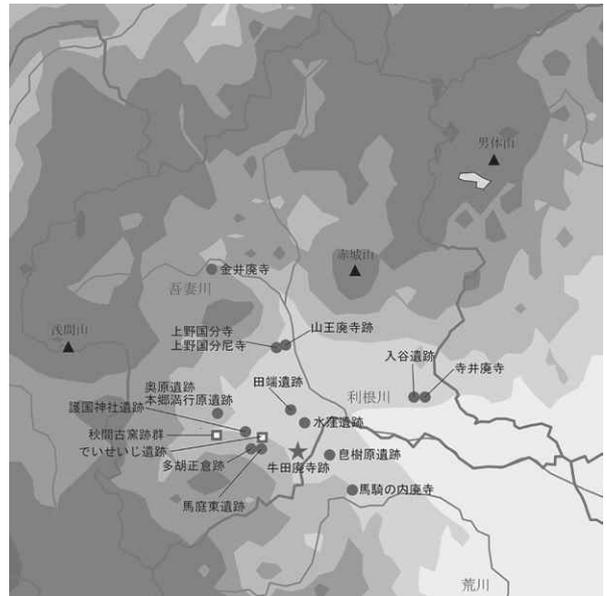 男体山
赤城山
金井廃寺
吾妻川
浅間山
上野国分寺
上野国分尼寺
山王廃寺跡
入谷遺跡
寺井廃寺
奥原遺跡
本郷満行原遺跡
田端遺跡
利根川
護国神社遺跡
水窪遺跡
秋間古窯跡群
でいせいじ遺跡
皀樹原遺跡
多胡正倉跡
牛田廃寺跡
馬庭東遺跡
馬騎の内廃寺
荒川